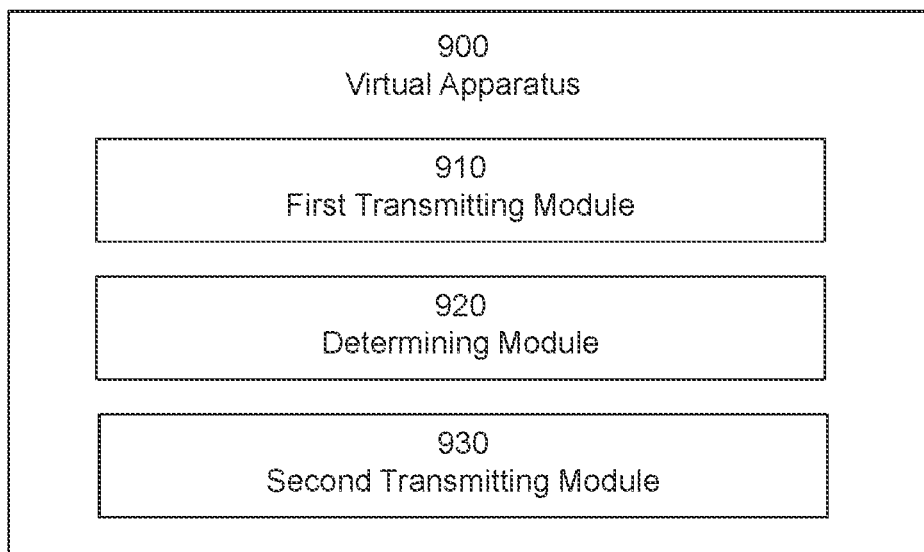 900
Virtual Apparatus
910
First Transmitting Module
920
Determining Module
930
Second Transmitting Module